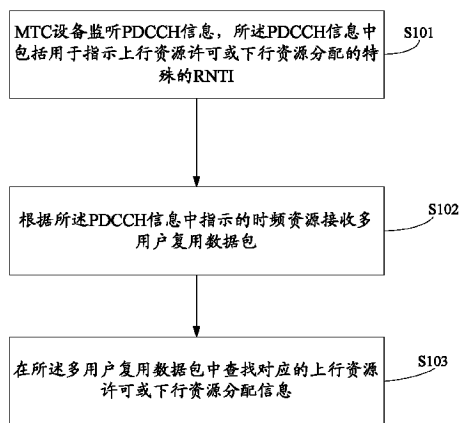 MTC设备监听PDCCH信息，所述PDCCH信息中
包括用于指示上行资源许可或下行资源分配的特
殊的RNTI
S101
根据所述PDCCH信息中指示的时频资源接收多
用户复用数据包
S102
在所述多用户复用数据包中查找对应的上行资源
许可或下行资源分配信息
S103